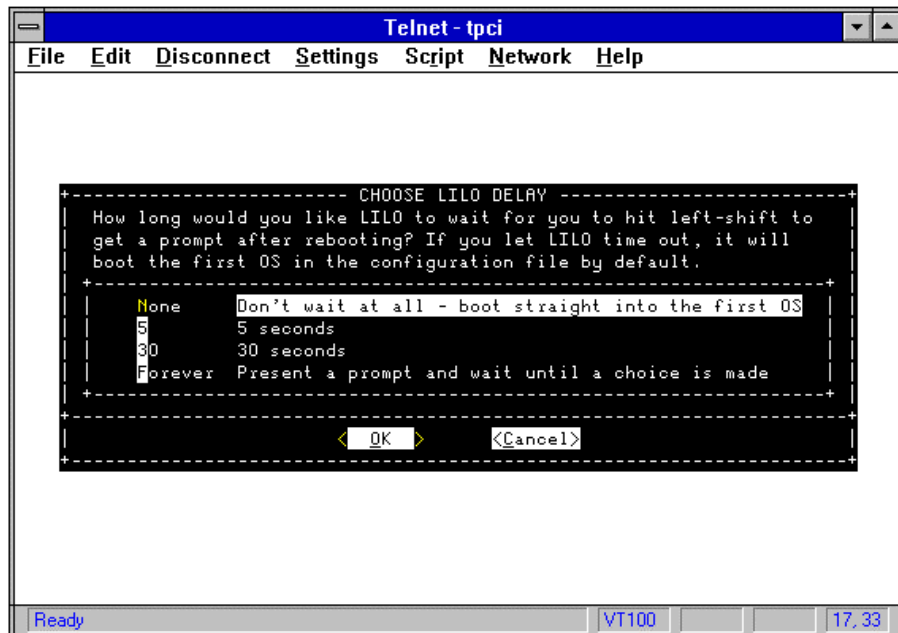 Telnet - tpci
File Edit Disconnect Settings Script Network Help
CHOOSE LILO DELAY
How long would you like LILO to wait for you to hit left-shift to
get a prompt after rebooting? If you let LILO time out, it will
boot the first OS in the configuration file by default.
None Don't wait at all - boot straight into the first OS
5 5 seconds
30 30 seconds
Forever Present a prompt and wait until a choice is made
< OK > <Cancel>
Ready VT100 17, 33